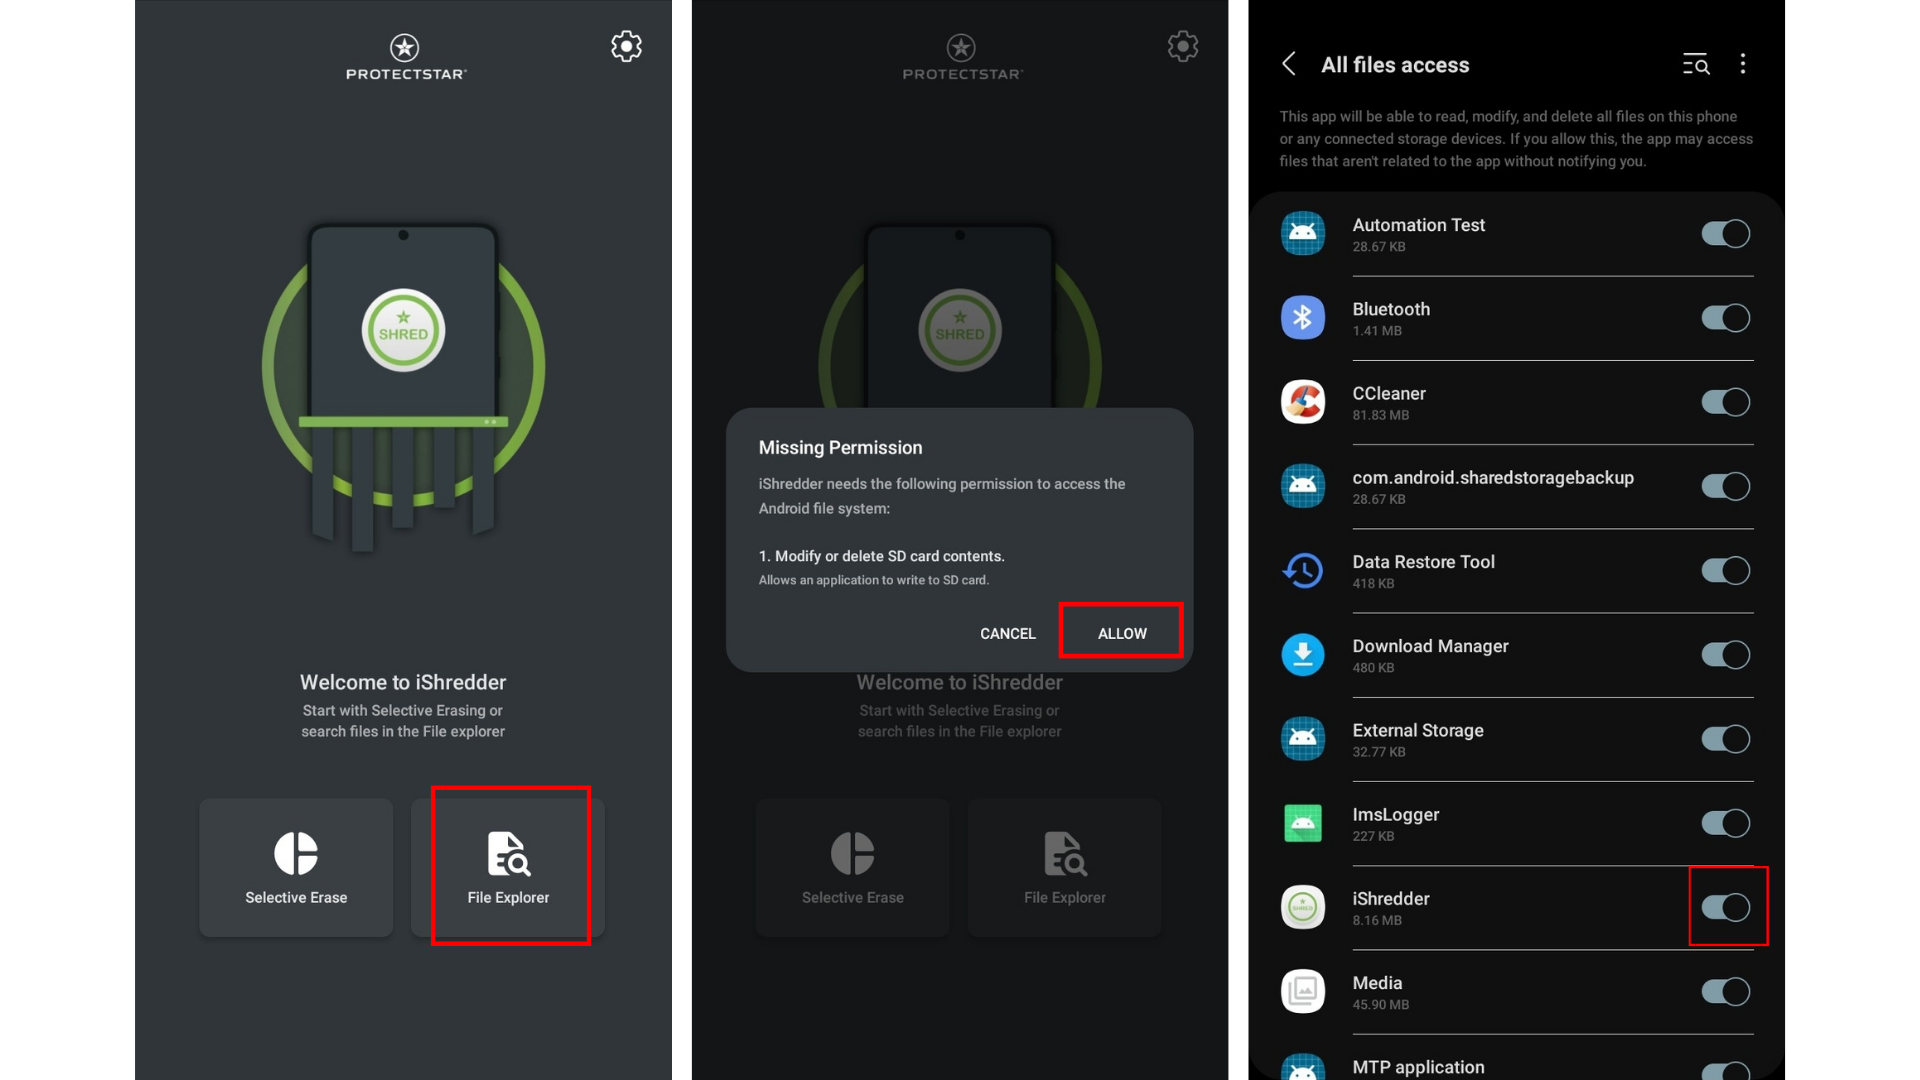 PROTECTSTAR®
SHRED
Welcome to iShredder
Start with Selective Erasing or
search files in the File explorer
Selective Erase
File Explorer
PROTECTSTAR®
SHRED
Missing Permission
iShredder needs the following permission to access the
Android file system:
1. Modify or delete SD card contents.
Allows an application to write to SD card.
CANCEL
ALLOW
Welcome to iShredder
Start with Selective Erasing or
search files in the File explorer
Selective Erase
File Explorer
All files access
This app will be able to read, modify, and delete all files on this phone
or any connected storage devices. If you allow this, the app may access
files that aren't related to the app without notifying you.
Automation Test
28.67 KB
Bluetooth
1.41 MB
CCleaner
81.83 MB
com.android.sharedstoragebackup
28.67 KB
Data Restore Tool
418 KB
Download Manager
480 KB
External Storage
32.77 KB
ImsLogger
227 KB
SHRED
iShredder
8.16 MB
Media
45.90 MB
MTP application